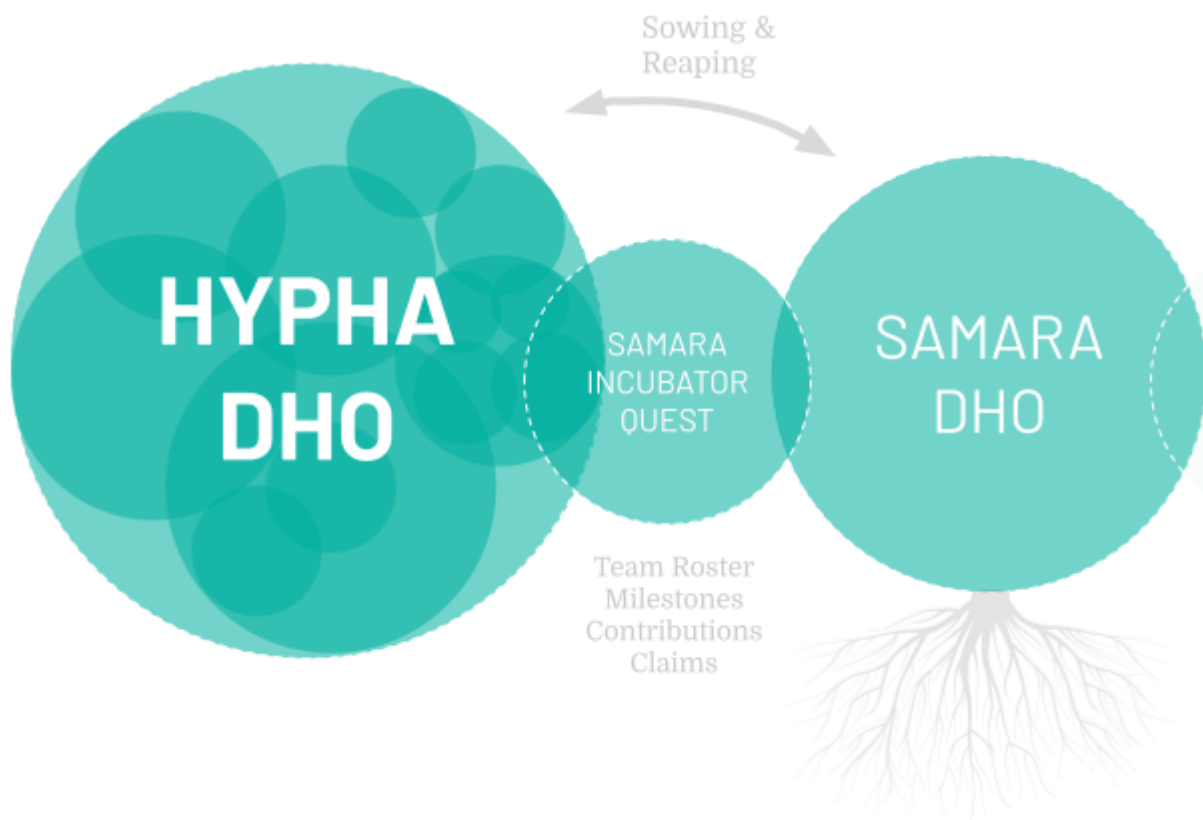 Sowing &
Reaping
HYPHA
DHO
SAMARA
INCUBATOR
QUEST
SAMARA
DHO
Team Roster
Milestones
Contributions
Claims